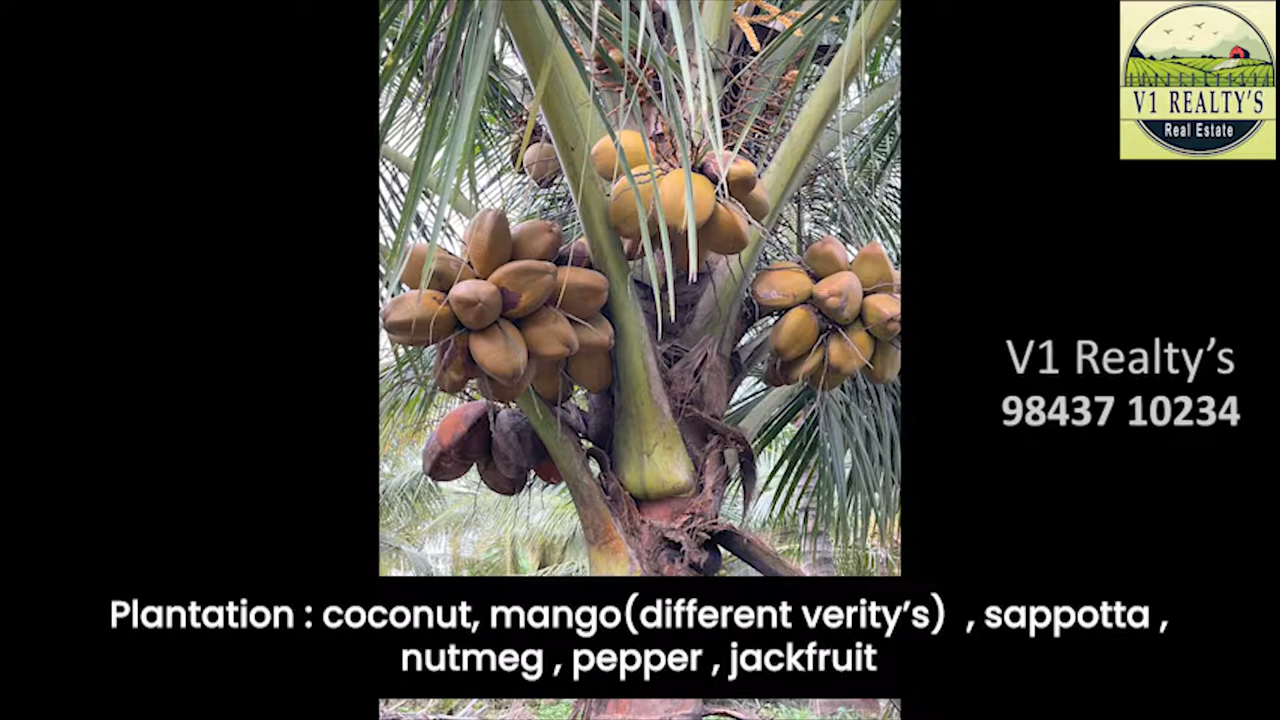 V1 REALTY'S
Real Estate
V1 Realty's
98437 10234
Plantation : coconut, mango(different verity's) , sappotta ,
nutmeg , pepper , jackfruit